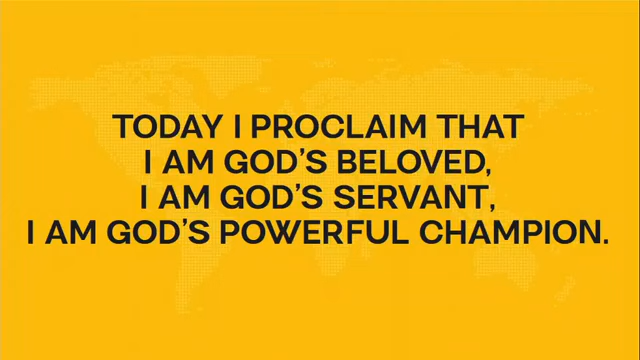 TODAY I PROCLAIM THAT
I AM GOD'S BELOVED,
I AM GOD'S SERVANT,
I AM GOD'S POWERFUL CHAMPION.